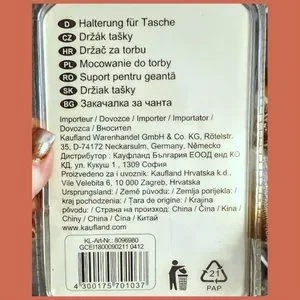 D Halterung für Tasche
CZ Držák tašky
HR Držač za torbu
PL Mocowanie do torby
RO Suport pentru geantă
SK Držiak tašky
BG Закачалка за чанта
Importeur / Dovozce / Importer / Importator /
Dovozca / Вносител
Kaufland Warenhandel GmbH & Co. KG, Rötelstr.
35, D-74172 Neckarsulm, Germany, Německo
Дистрибутор : Кауфланд България ЕООД енд КО
КД, ул. Кукуш 1 , 1309 София
Proizvedeno za i uvoznik: Kaufland Hrvatska k.d.
Vile Velebita 6, 10 000 Zagreb, Hrvatska
Ursprungsland: / Země původu: / Zemlja porijekla:
kraj pochodzenia: / Țara de origine: / Krajina
pôvodu: / Страна на произход: China / Čína / Kina /
Chiny / China / Čína / Китай
www.kaufland.com
KL-Art-Nr.: 8096980
GCEI1800090211 0412
4 300175 701037
21
PAP